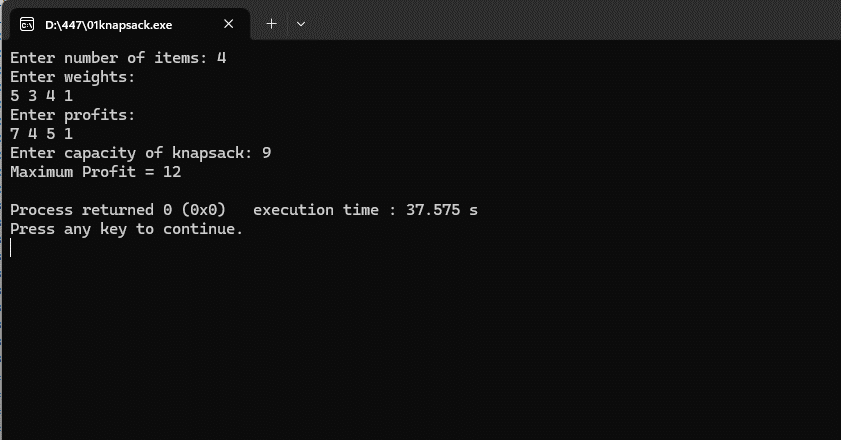 D:\447\01knapsack.exe
Enter number of items: 4
Enter weights:
5 3 4 1
Enter profits:
7 4 5 1
Enter capacity of knapsack: 9
Maximum Profit = 12
Process returned 0 (0x0)   execution time : 37.575 s
Press any key to continue.